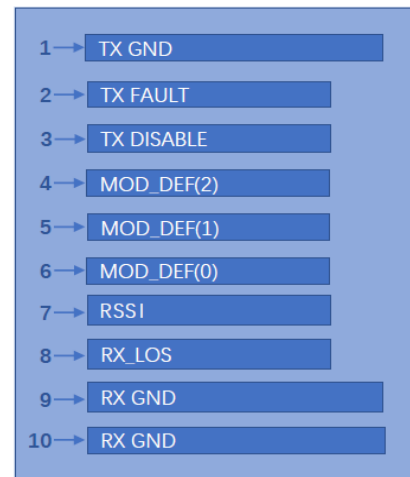 1 TX GND
2 TX FAULT
3 TX DISABLE
4 MOD_DEF(2)
5 MOD_DEF(1)
6 MOD_DEF(0)
7 RSSI
8 RX_LOS
9 RX GND
10 RX GND